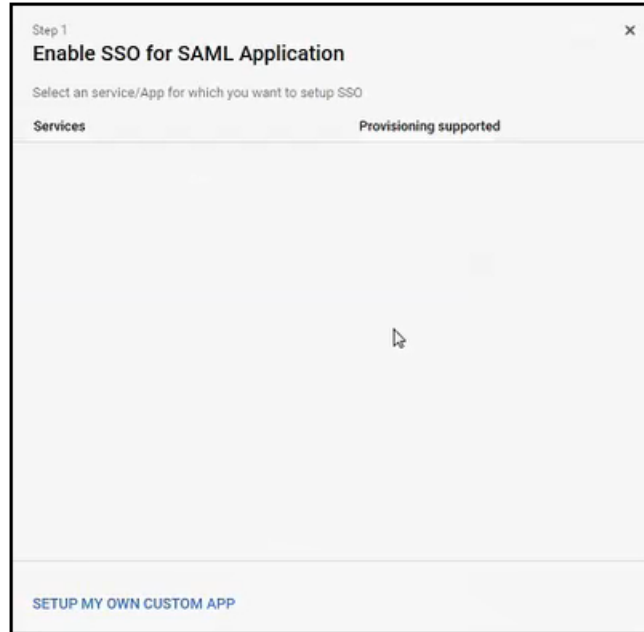 Step 1
Enable SSO for SAML Application
Select an service/App for which you want to setup SSO
Services Provisioning supported
SETUP MY OWN CUSTOM APP